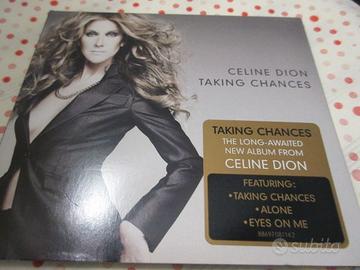 CELINE DION
TAKING CHANCES
TAKING CHANCES
THE LONG-AWAITED
NEW ALBUM FROM
CELINE DION
FEATURING:
•TAKING CHANCES
•ALONE
•EYES ON ME
subito